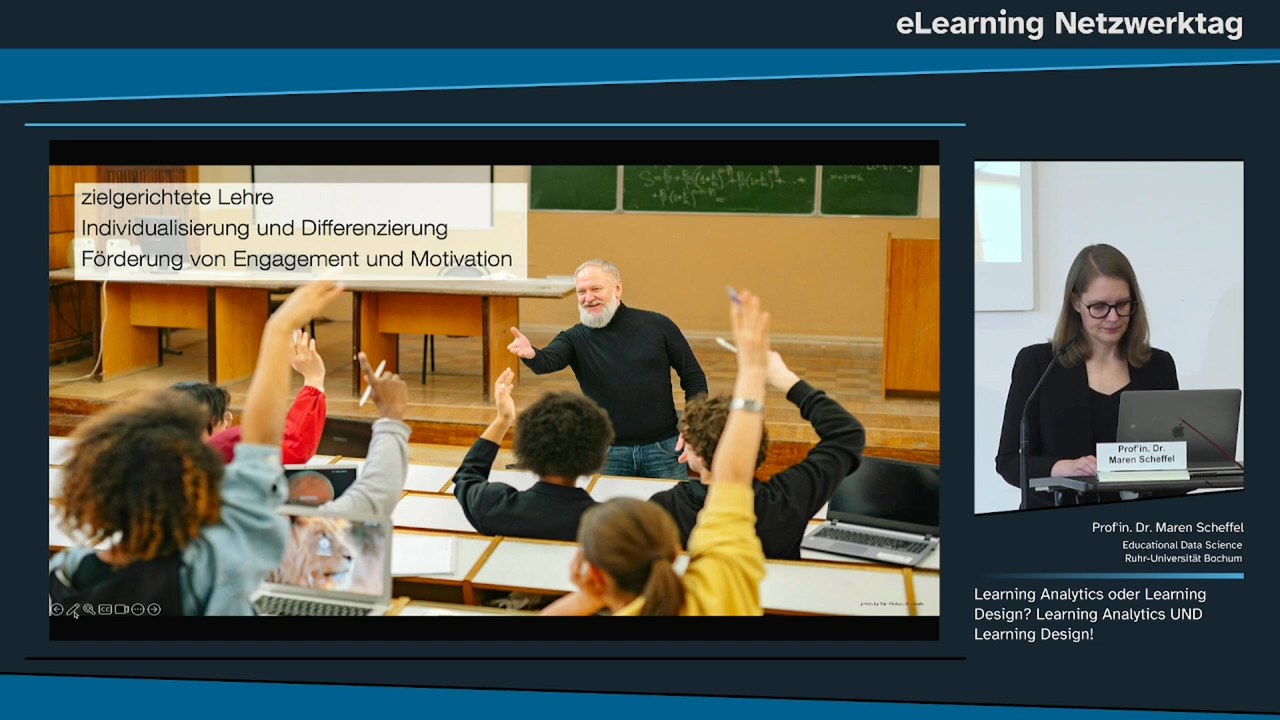 eLearning Netzwerktag
zielgerichtete Lehre
Individualisierung und Differenzierung
Förderung von Engagement und Motivation
Prof'in. Dr.
Maren Scheffel
Prof'in. Dr. Maren Scheffel
Educational Data Science
Ruhr-Universität Bochum
Learning Analytics oder Learning
Design? Learning Analytics UND
Learning Design!